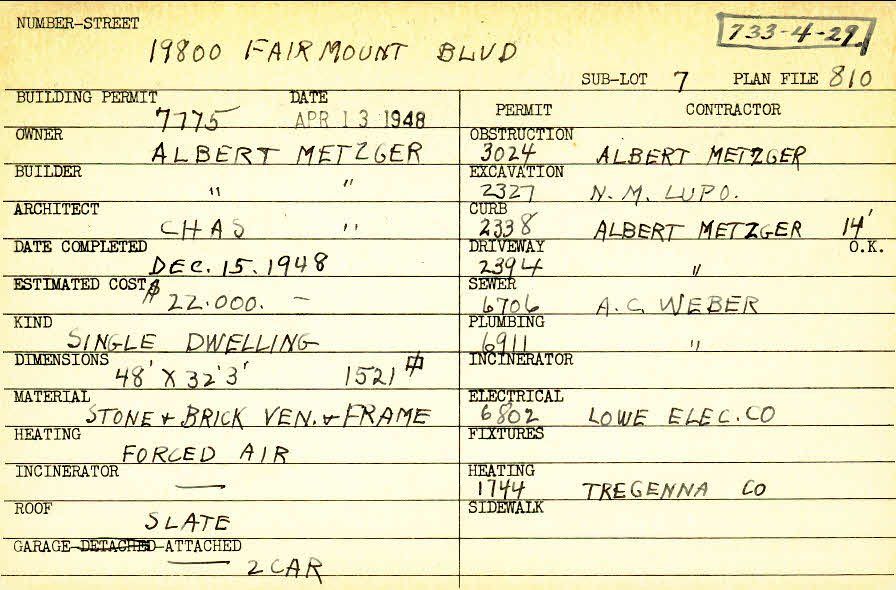 NUMBER-STREET
19800 FAIRMOUNT BLVD
733-4-29.
SUB-LOT 7 PLAN FILE 810
BUILDING PERMIT DATE
7775 APR 13 1948
OWNER
ALBERT METZGER
BUILDER
" "
ARCHITECT
CHAS "
DATE COMPLETED
DEC. 15. 1948
ESTIMATED COST $
22.000. —
KIND
SINGLE DWELLING
DIMENSIONS
48' X 32'3' 1521 ⌗
MATERIAL
STONE + BRICK VEN. + FRAME
HEATING
FORCED AIR
INCINERATOR
—
ROOF
SLATE
GARAGE-DETACHED-ATTACHED
— 2 CAR
PERMIT CONTRACTOR
OBSTRUCTION
3024 ALBERT METZGER
EXCAVATION
2327 N. M. LUPO.
CURB
2338 ALBERT METZGER 14'
DRIVEWAY O.K.
2394 "
SEWER
6706 A. C. WEBER
PLUMBING
6911 "
INCINERATOR
ELECTRICAL
6802 LOWE ELEC. CO
FIXTURES
HEATING
1744 TREGENNA CO
SIDEWALK